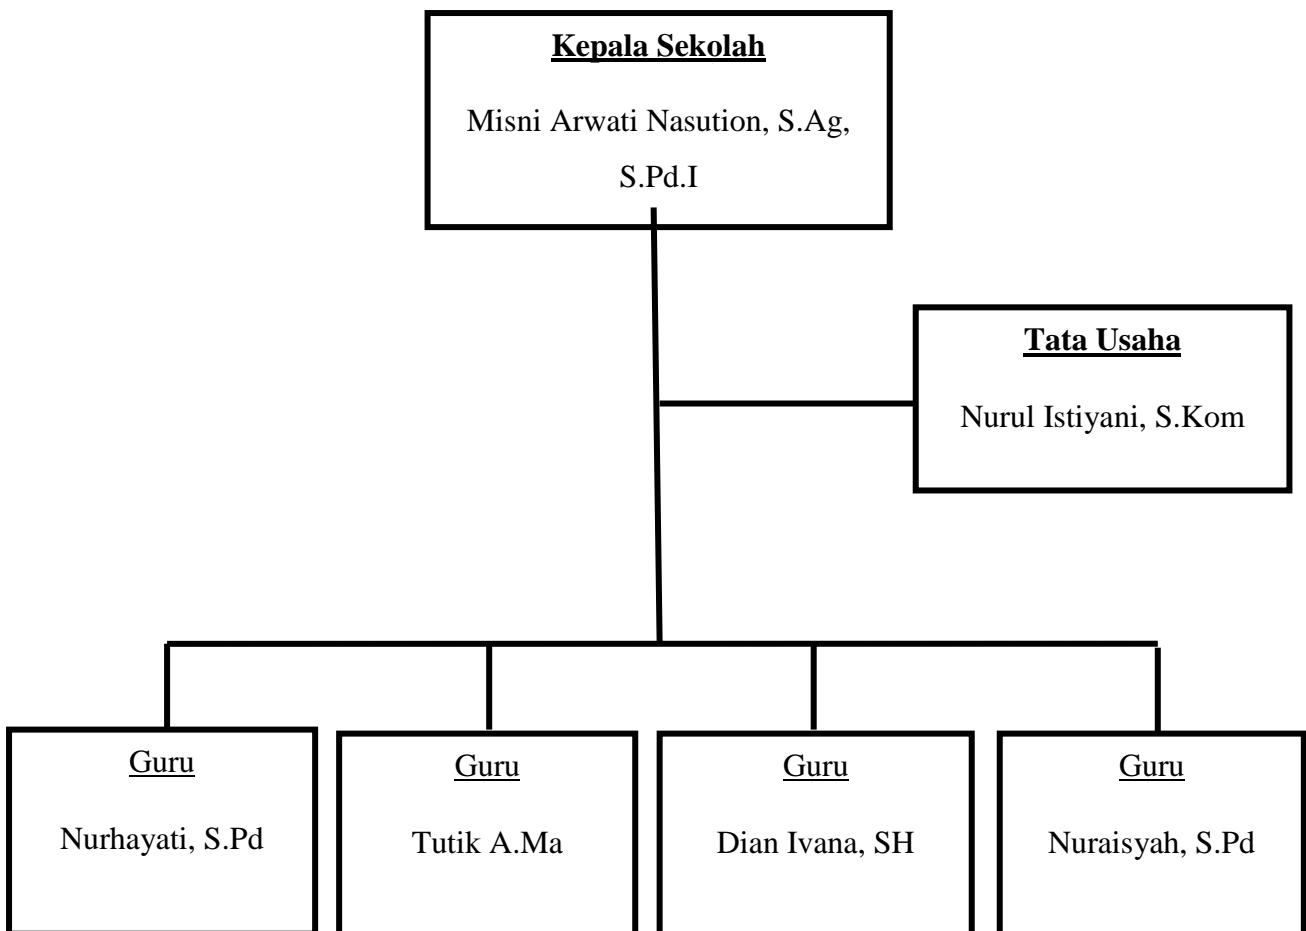 Kepala Sekolah
Misni Arwati Nasution, S.Ag,
S.Pd.I
Tata Usaha
Nurul Istiyani, S.Kom
Guru
Nurhayati, S.Pd
Guru
Tutik A.Ma
Guru
Dian Ivana, SH
Guru
Nuraisyah, S.Pd